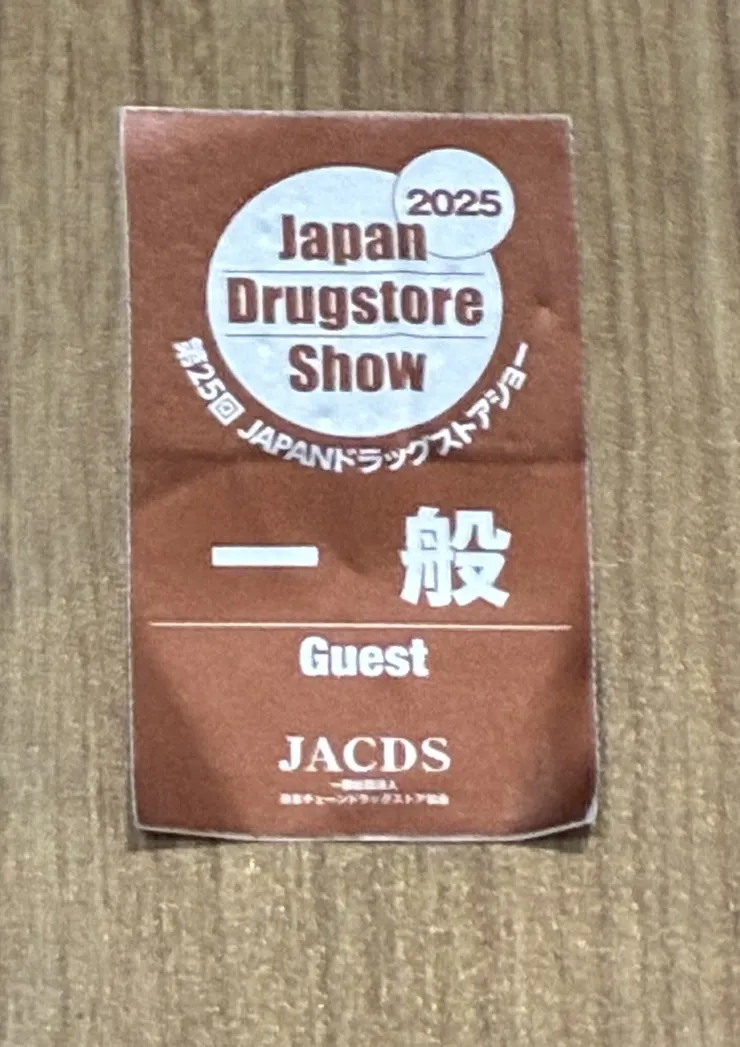 2025
Japan
Drugstore
Show
第25回 JAPANドラッグストアショー
一般
Guest
JACDS
一般社団法人
日本チェーンドラッグストア協会